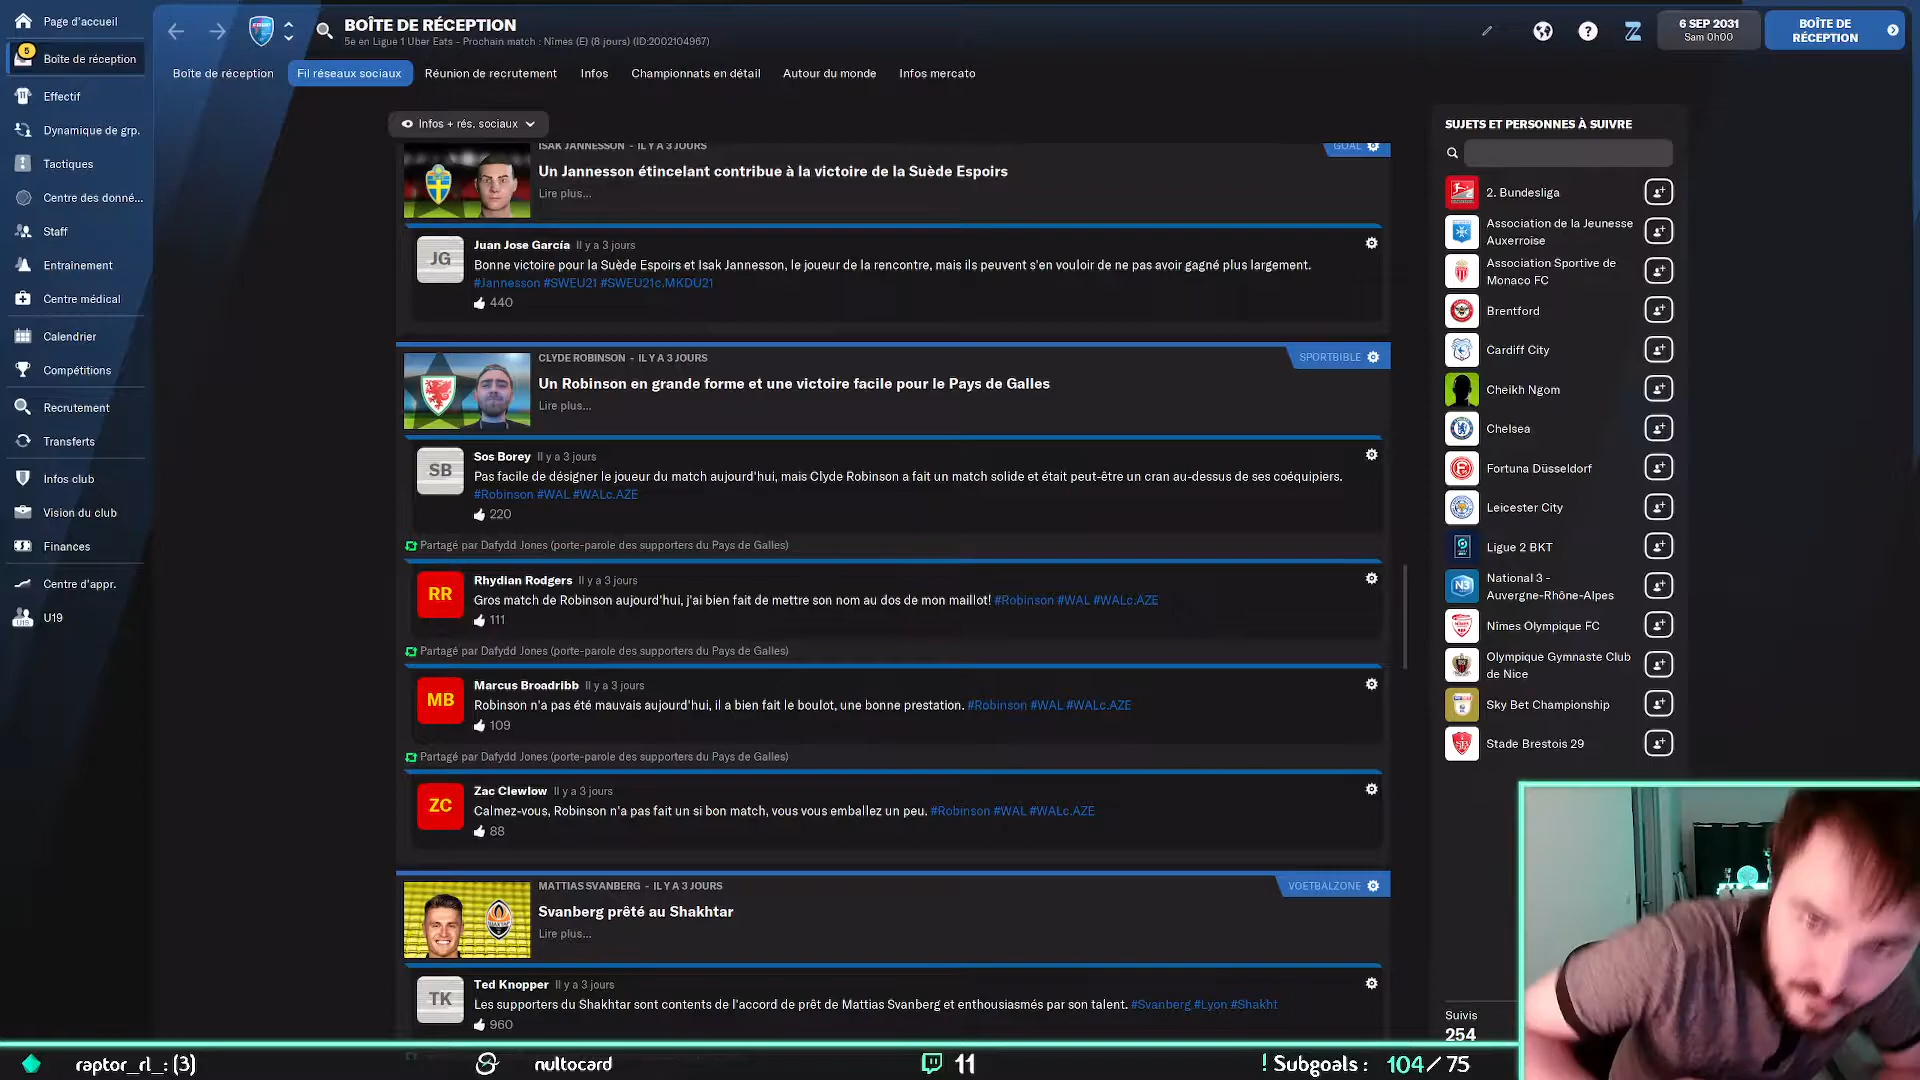 Page d'accueil
5
Boîte de réception
Effectif
Dynamique de grp.
Tactiques
Centre des donné...
Staff
Entraînement
Centre médical
Calendrier
Compétitions
Recrutement
Transferts
Infos club
Vision du club
Finances
Centre d'appr.
U19
BOÎTE DE RÉCEPTION
5e en Ligue 1 Uber Eats - Prochain match : Nîmes (E) (8 jours) (ID:2002104967)
6 SEP 2031
Sam 0h00
BOÎTE DE
RÉCEPTION
Boîte de réception
Fil réseaux sociaux
Réunion de recrutement
Infos
Championnats en détail
Autour du monde
Infos mercato
Infos + rés. sociaux
ISAK JANNESSON - IL Y A 3 JOURS
GOAL
Un Jannesson étincelant contribue à la victoire de la Suède Espoirs
Lire plus...
JG
Juan Jose García Il y a 3 jours
Bonne victoire pour la Suède Espoirs et Isak Jannesson, le joueur de la rencontre, mais ils peuvent s'en vouloir de ne pas avoir gagné plus largement.
#Jannesson #SWEU21 #SWEU21c.MKDU21
440
CLYDE ROBINSON - IL Y A 3 JOURS
SPORTBIBLE
Un Robinson en grande forme et une victoire facile pour le Pays de Galles
Lire plus...
SB
Sos Borey Il y a 3 jours
Pas facile de désigner le joueur du match aujourd'hui, mais Clyde Robinson a fait un match solide et était peut-être un cran au-dessus de ses coéquipiers.
#Robinson #WAL #WALc.AZE
220
Partagé par Dafydd Jones (porte-parole des supporters du Pays de Galles)
RR
Rhydian Rodgers Il y a 3 jours
Gros match de Robinson aujourd'hui, j'ai bien fait de mettre son nom au dos de mon maillot! #Robinson #WAL #WALc.AZE
111
Partagé par Dafydd Jones (porte-parole des supporters du Pays de Galles)
MB
Marcus Broadribb Il y a 3 jours
Robinson n'a pas été mauvais aujourd'hui, il a bien fait le boulot, une bonne prestation. #Robinson #WAL #WALc.AZE
109
Partagé par Dafydd Jones (porte-parole des supporters du Pays de Galles)
ZC
Zac Clewlow Il y a 3 jours
Calmez-vous, Robinson n'a pas fait un si bon match, vous vous emballez un peu. #Robinson #WAL #WALc.AZE
88
MATTIAS SVANBERG - IL Y A 3 JOURS
VOETBALZONE
Svanberg prêté au Shakhtar
Lire plus...
TK
Ted Knopper Il y a 3 jours
Les supporters du Shakhtar sont contents de l'accord de prêt de Mattias Svanberg et enthousiasmés par son talent. #Svanberg #Lyon #Shakht
960
SUJETS ET PERSONNES À SUIVRE
2. Bundesliga
Association de la Jeunesse
Auxerroise
Association Sportive de
Monaco FC
Brentford
Cardiff City
Cheikh Ngom
Chelsea
Fortuna Düsseldorf
Leicester City
Ligue 2 BKT
National 3 -
Auvergne-Rhône-Alpes
Nîmes Olympique FC
Olympique Gymnaste Club
de Nice
Sky Bet Championship
Stade Brestois 29
Suivis
254
raptor_rl_: (3)
nultocard
11
! Subgoals : 104 / 75